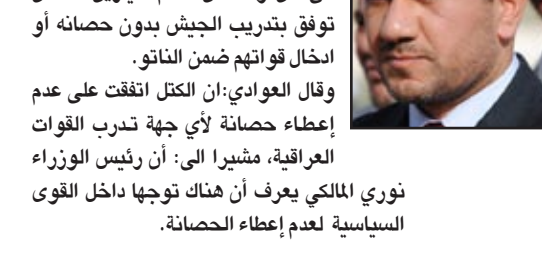 توفق بتدريب الجيش بدون حصانه أو
ادخال قواتهم ضمن الناتو.
وقال العوادي:ان الكتل اتفقت على عدم
إعطاء حصانة لأي جهة تدرب القوات
العراقية، مشيرا الى: أن رئيس الوزراء
نوري المالكي يعرف أن هناك توجها داخل القوى
السياسية لعدم إعطاء الحصانة.